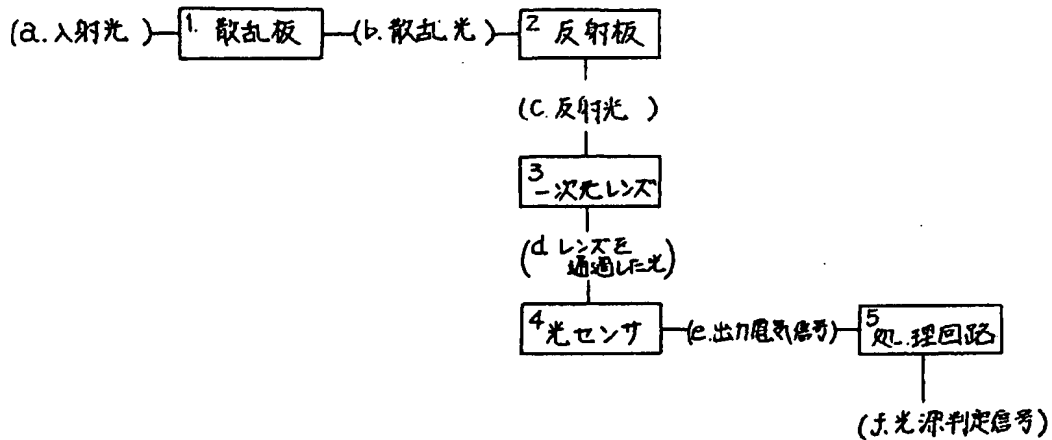 (a.入射光)
1. 散乱板
(b.散乱光)
2 反射板
(C.反射光)
3
一次元レンズ
(d レンズを
通過した光)
4 光センサ
(e.出力電気信号)
5
処理回路
(f.光源判定信号)